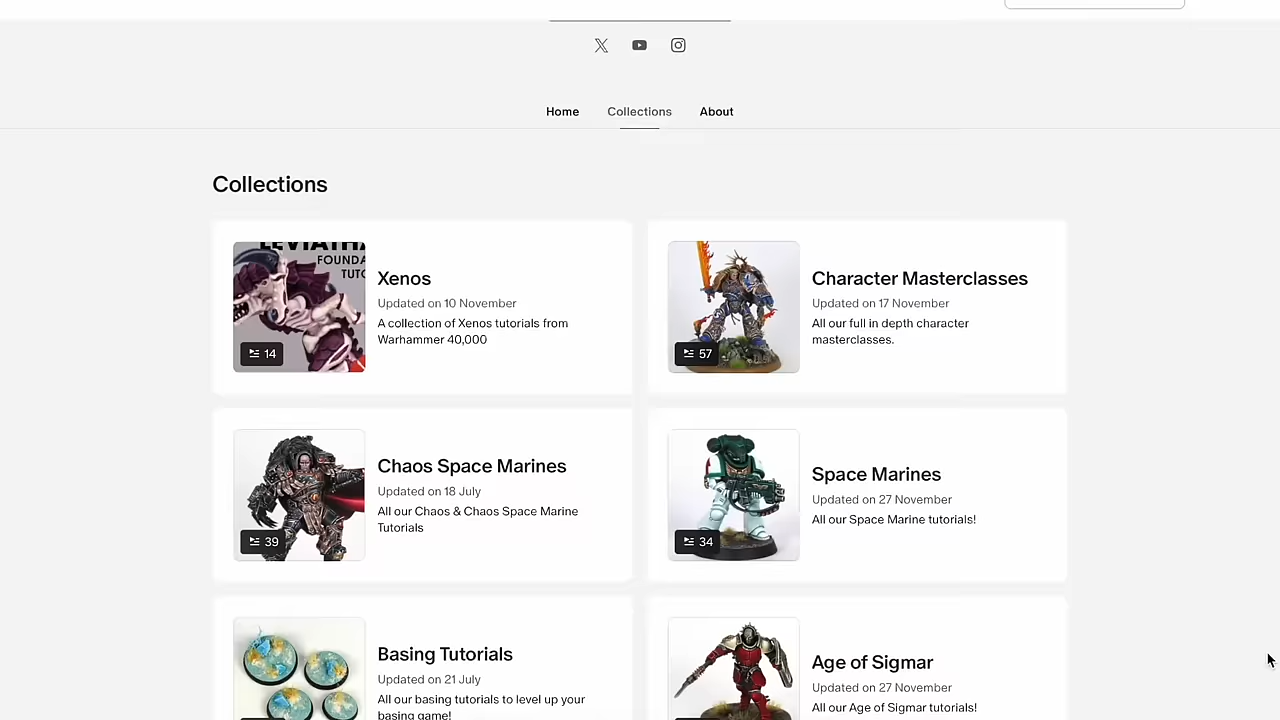 Home Collections About
Collections
LEVIATHA
FOUNDA
TUTO
14
Xenos
Updated on 10 November
A collection of Xenos tutorials from
Warhammer 40,000
57
Character Masterclasses
Updated on 17 November
All our full in depth character
masterclasses.
39
Chaos Space Marines
Updated on 18 July
All our Chaos & Chaos Space Marine
Tutorials
34
Space Marines
Updated on 27 November
All our Space Marine tutorials!
Basing Tutorials
Updated on 21 July
All our basing tutorials to level up your
basing game!
Age of Sigmar
Updated on 27 November
All our Age of Sigmar tutorials!